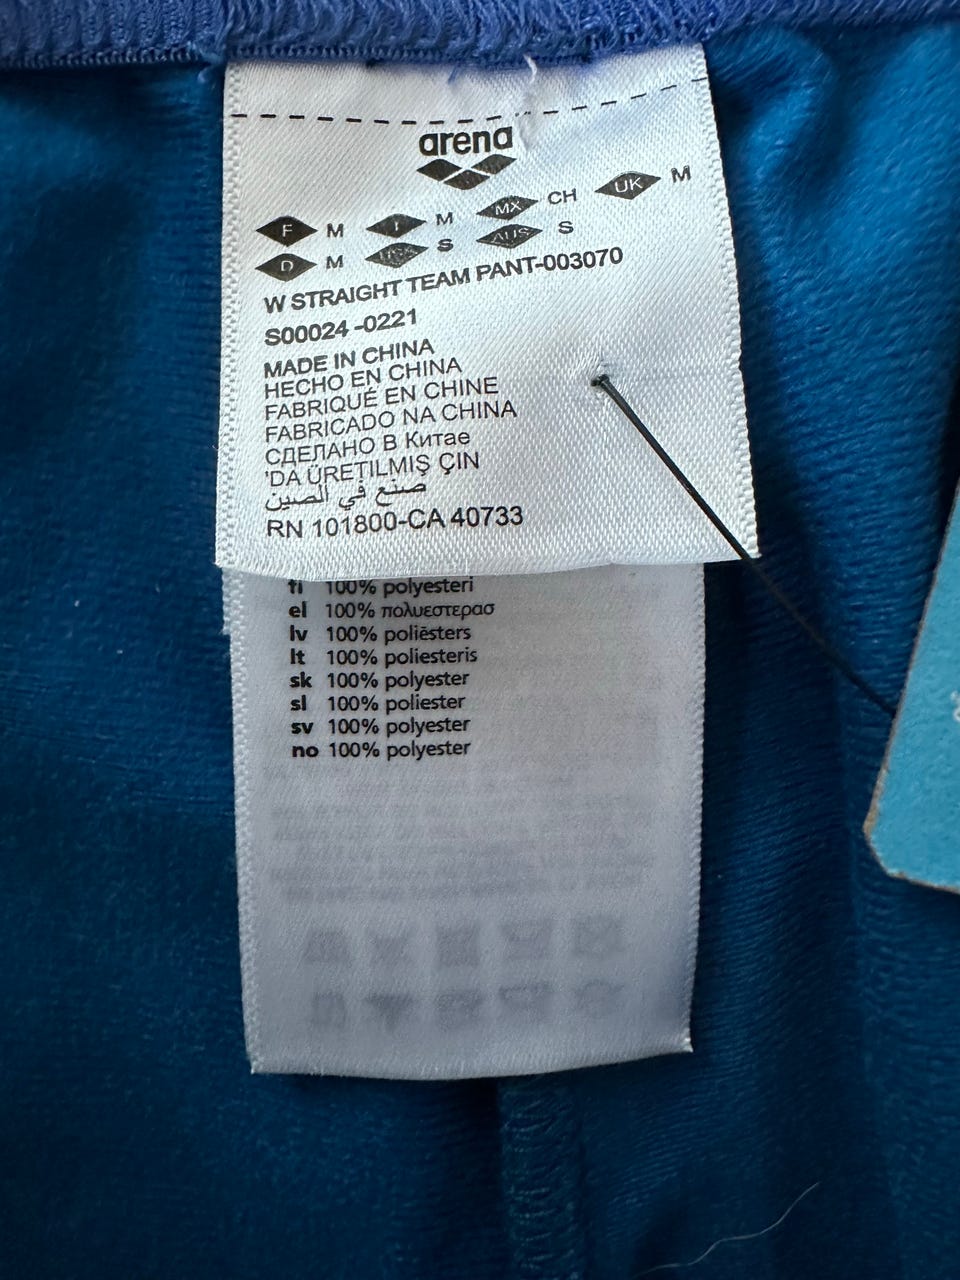 arena
F M I M MX CH UK M
D M USA S AUS S
W STRAIGHT TEAM PANT-003070
S00024 -0221
MADE IN CHINA
HECHO EN CHINA
FABRIQUÉ EN CHINE
FABRICADO NA CHINA
СДЕЛАНО В Китае
'DA ÜRETILMIŞ ÇIN
صنع في الصين
RN 101800-CA 40733
fi 100% polyesteri
el 100% πολυεστερασ
lv 100% poliēsters
lt 100% poliesteris
sk 100% polyester
sl 100% poliester
sv 100% polyester
no 100% polyester